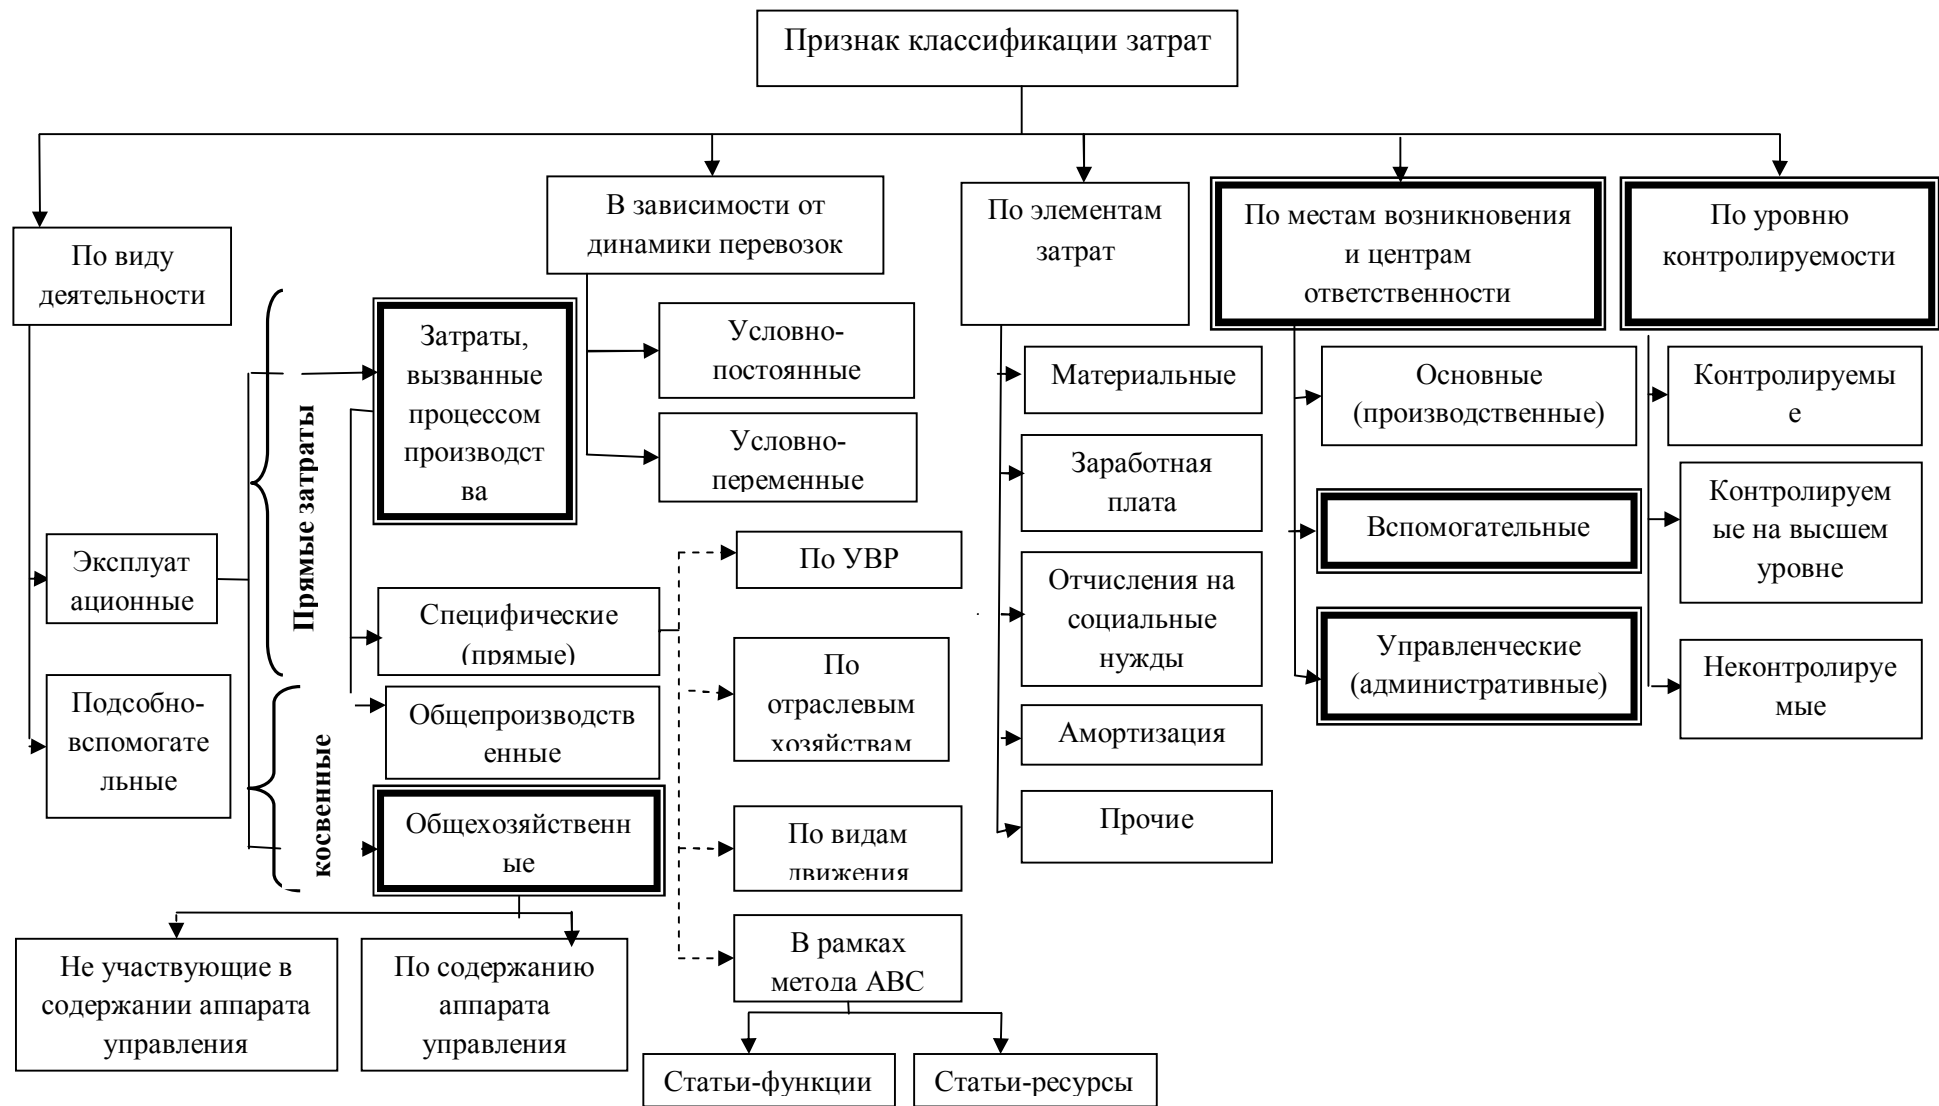 Признак классификации затрат
По виду
деятельности
В зависимости от
динамики перевозок
По элементам
затрат
По местам возникновения
и центрам
ответственности
По уровню
контролируемости
Эксплуат
ационные
Подсобно-
вспомогате
льные
Прямые затраты
косвенные
Затраты,
вызванные
процессом
производст
ва
Специфические
(прямые)
Общепроизводств
енные
Общехозяйственн
ые
Не участвующие в
содержании аппарата
управления
По содержанию
аппарата
управления
Условно-
постоянные
Условно-
переменные
По УВР
По
отраслевым
хозяйствам
По видам
движения
В рамках
метода АВС
Статьи-функции
Статьи-ресурсы
Материальные
Заработная
плата
Отчисления на
социальные
нужды
Амортизация
Прочие
Основные
(производственные)
Вспомогательные
Управленческие
(административные)
Контролируемы
е
Контролируем
ые на высшем
уровне
Неконтролируе
мые